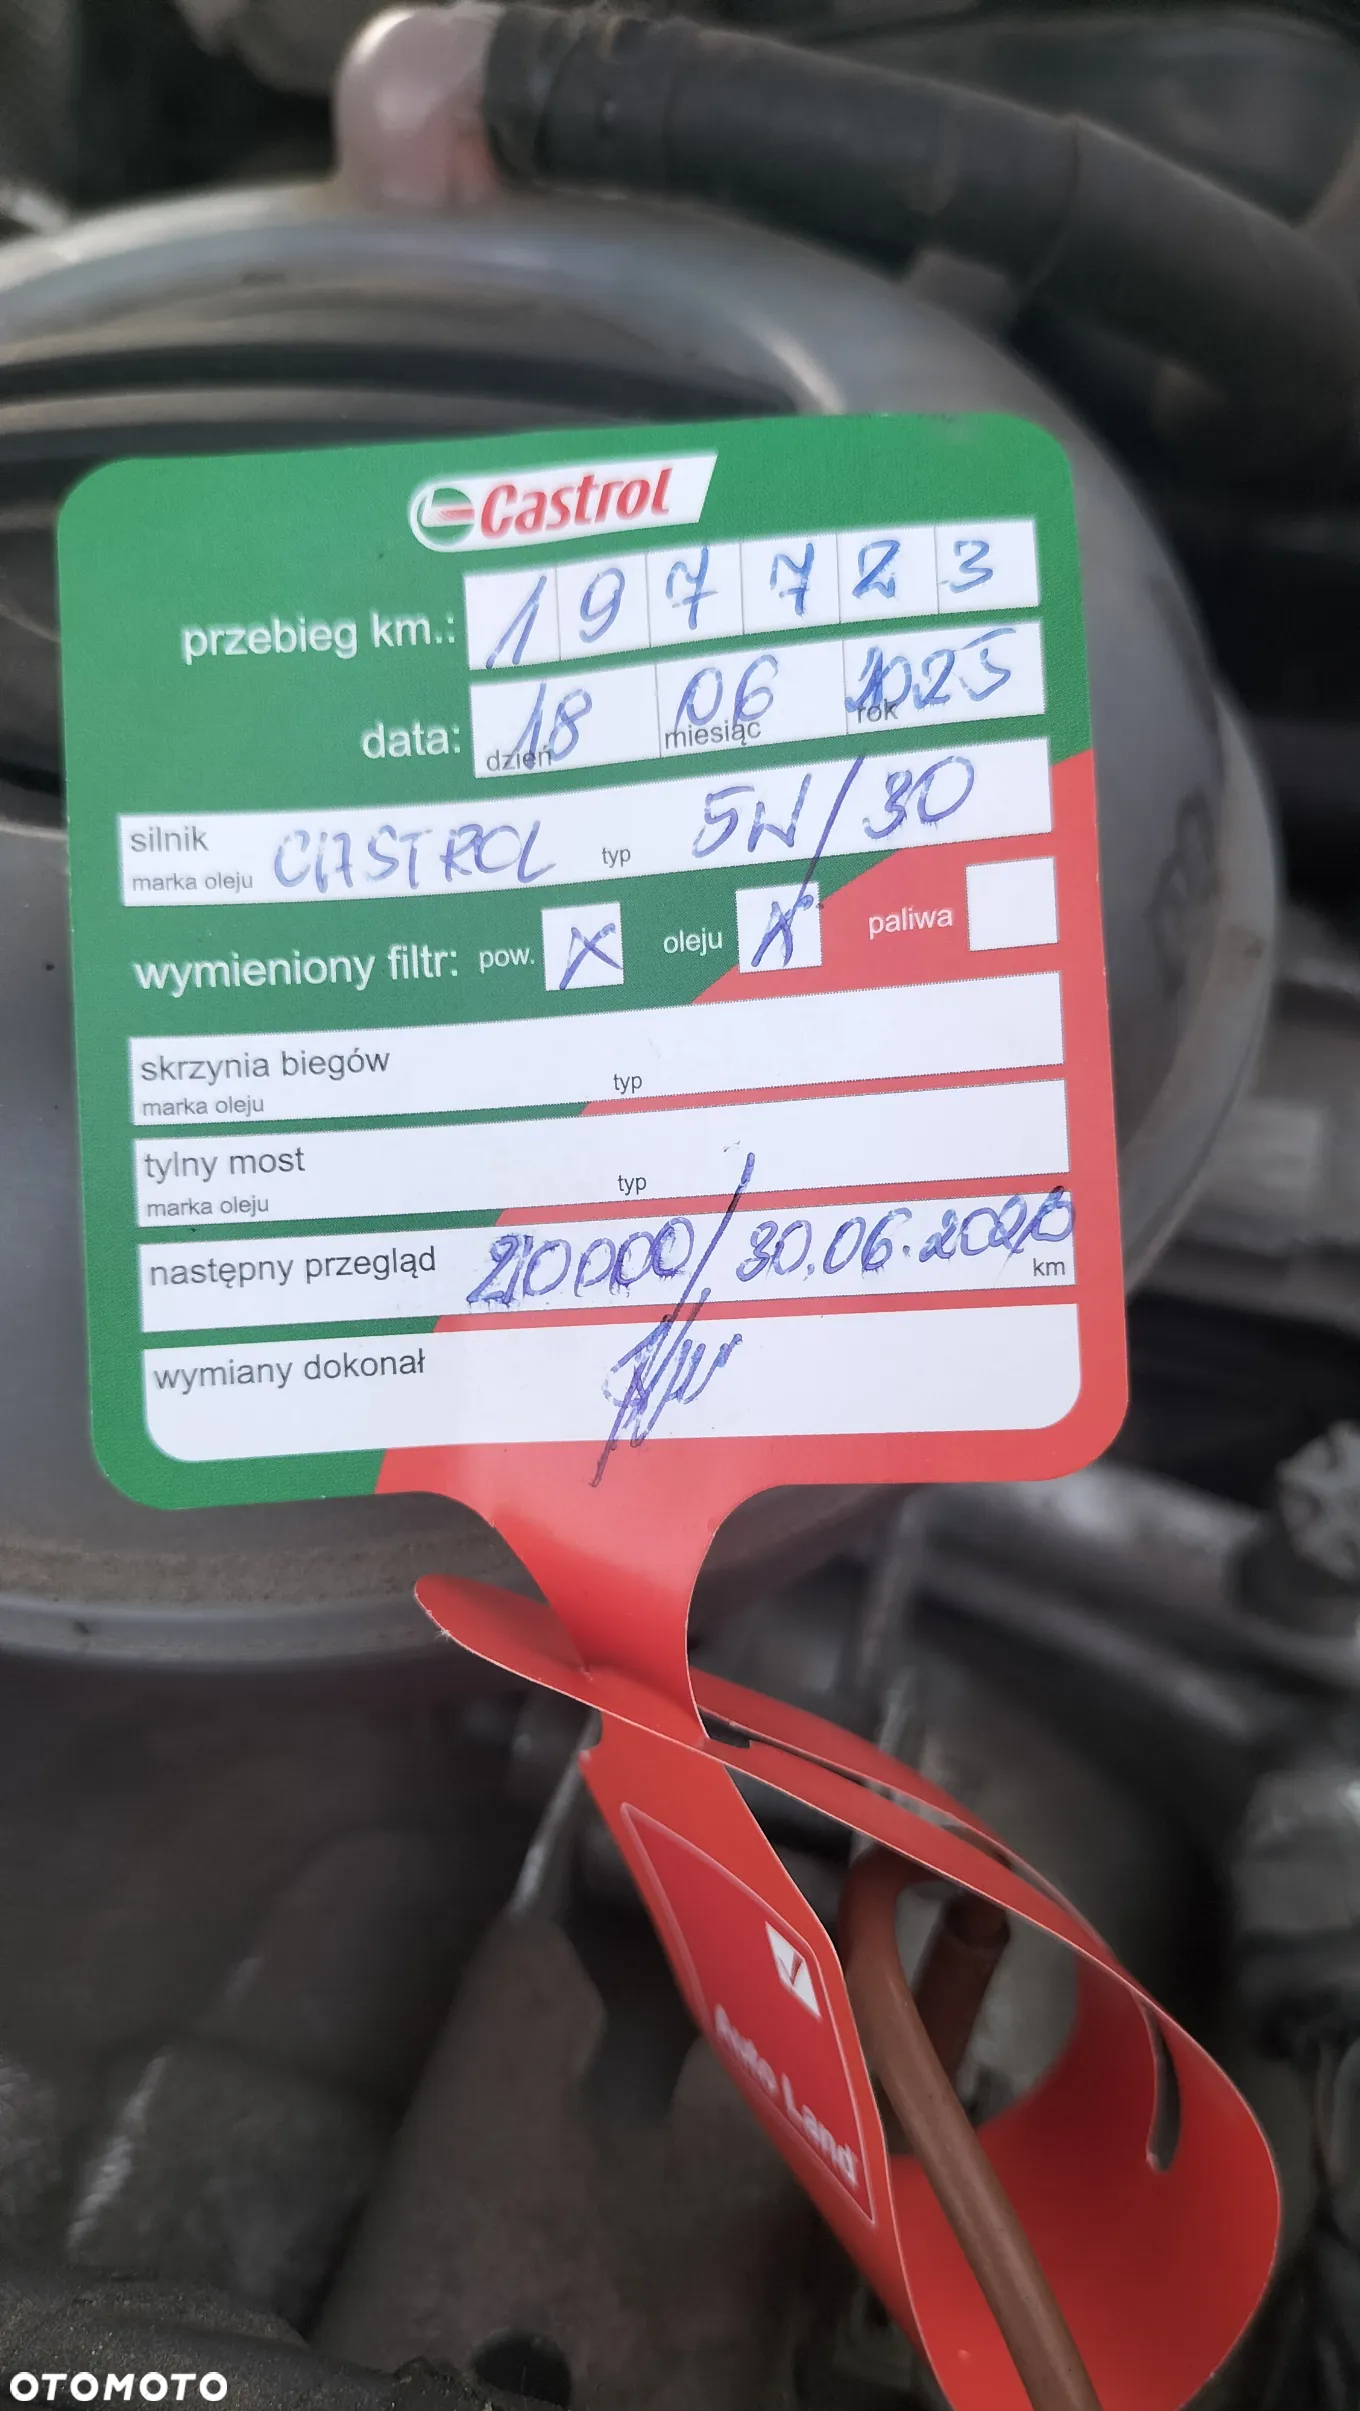 Castrol
przebieg km.: 197723
data: 18 06 2025
dzień miesiąc rok
silnik CASTROL typ 5W/30
marka oleju
wymieniony filtr: pow. X oleju X paliwa
skrzynia biegów
marka oleju typ
tylny most
marka oleju typ
następny przegląd 210000/30.06.2026
km
wymiany dokonał
Auto Land
OTOMOTO